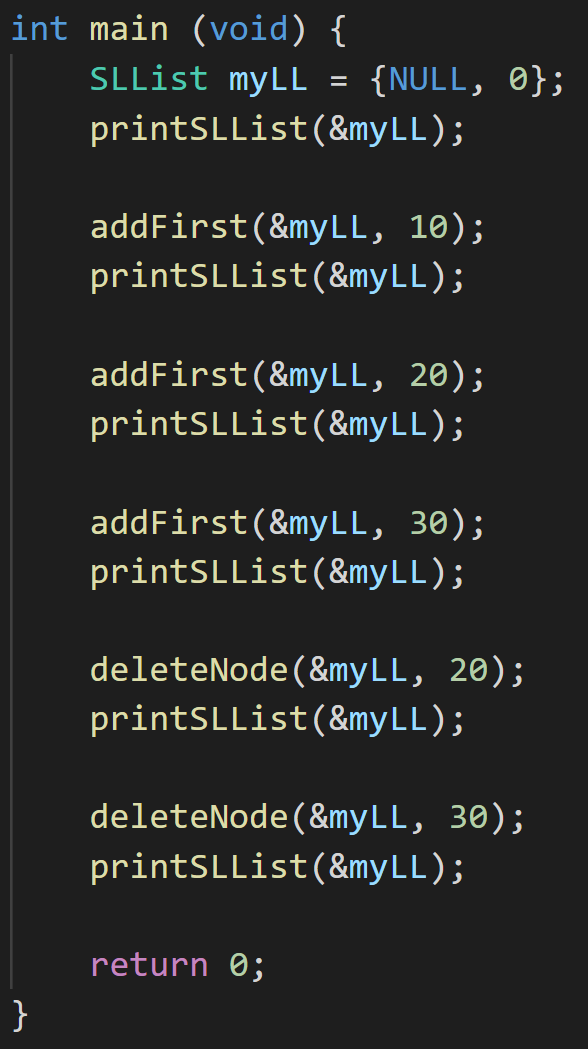 int main (void) {
    SLList myLL = {NULL, 0};
    printSLList(&myLL);

    addFirst(&myLL, 10);
    printSLList(&myLL);

    addFirst(&myLL, 20);
    printSLList(&myLL);

    addFirst(&myLL, 30);
    printSLList(&myLL);

    deleteNode(&myLL, 20);
    printSLList(&myLL);

    deleteNode(&myLL, 30);
    printSLList(&myLL);

    return 0;
}